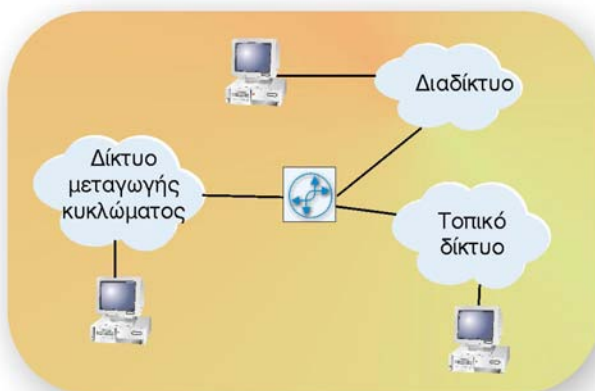 Διαδίκτυο
Δίκτυο
μεταγωγής
κυκλώματος
Τοπικό
δίκτυο